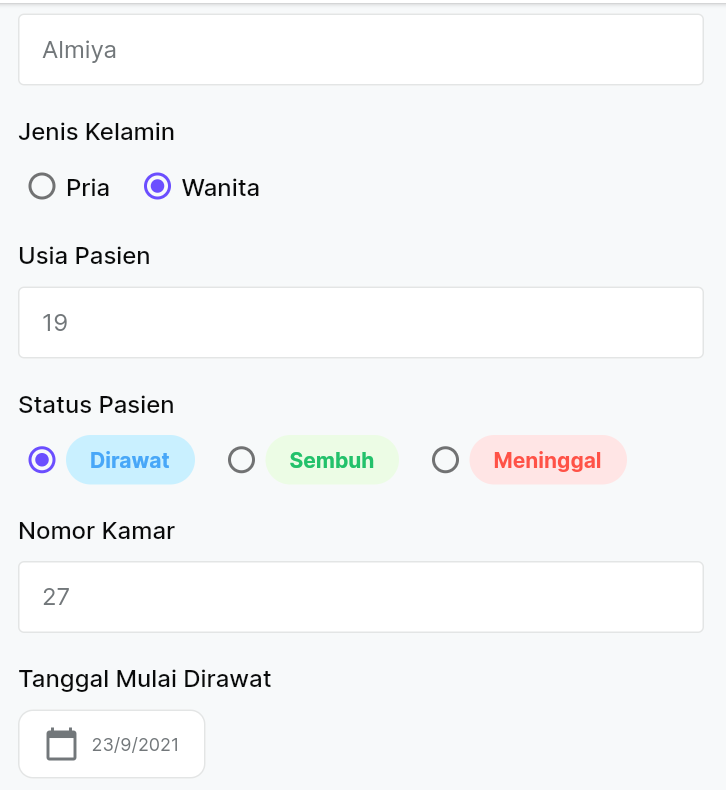 Almiya
Jenis Kelamin
Pria Wanita
Usia Pasien
19
Status Pasien
Dirawat Sembuh Meninggal
Nomor Kamar
27
Tanggal Mulai Dirawat
23/9/2021